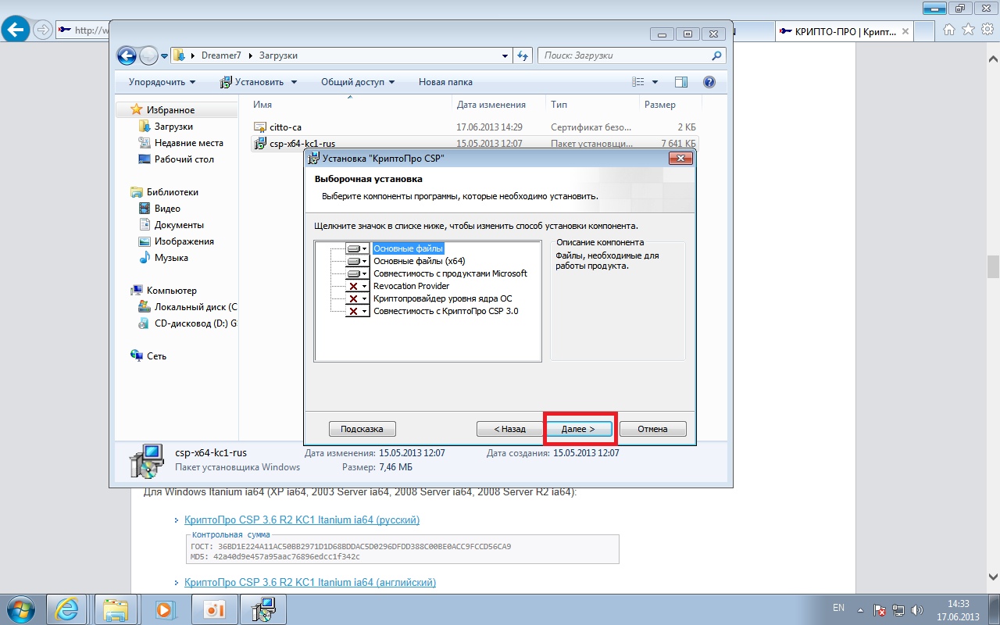 http://w
N
КРИПТО-ПРО | Крипт...
Dreamer7
Загрузки
Поиск: Загрузки
Упорядочить
Установить
Общий доступ
Новая папка
Избранное
Загрузки
Недавние места
Рабочий стол
Библиотеки
Видео
Документы
Изображения
Музыка
Компьютер
Локальный диск (C
CD-дисковод (D:) G
Сеть
Имя
Дата изменения
Тип
Размер
citto-ca
17.06.2013 14:29
Сертификат безо...
2 КБ
csp-x64-kc1-rus
15.05.2013 12:07
Пакет установщи...
7 641 КБ
Установка "КриптоПро CSP"
Выборочная установка
Выберите компоненты программы, которые необходимо установить.
Щелкните значок в списке ниже, чтобы изменить способ установки компонента.
Основные файлы
Основные файлы (x64)
Совместимость с продуктами Microsoft
Revocation Provider
Криптопровайдер уровня ядра ОС
Совместимость с КриптоПро CSP 3.0
Описание компонента
Файлы, необходимые для
работы продукта.
Подсказка
< Назад
Далее >
Отмена
csp-x64-kc1-rus
Дата изменения: 15.05.2013 12:07
Дата создания: 15.05.2013 12:07
Пакет установщика Windows
Размер: 7,46 МБ
Для Windows Itanium ia64 (XP ia64, 2003 Server ia64, 2008 Server ia64, 2008 Server R2 ia64):
КриптоПро CSP 3.6 R2 КС1 Itanium ia64 (русский)
Контрольная сумма
ГОСТ: 36BD1E224A11AC50BB2971D1D68BDDAC5D0296DFDD388C00BE0ACC9FCCD56CA9
MD5: 42a40d9e457a95aac76896edcc1f342c
КриптоПро CSP 3.6 R2 КС1 Itanium ia64 (английский)
EN
14:33
17.06.2013